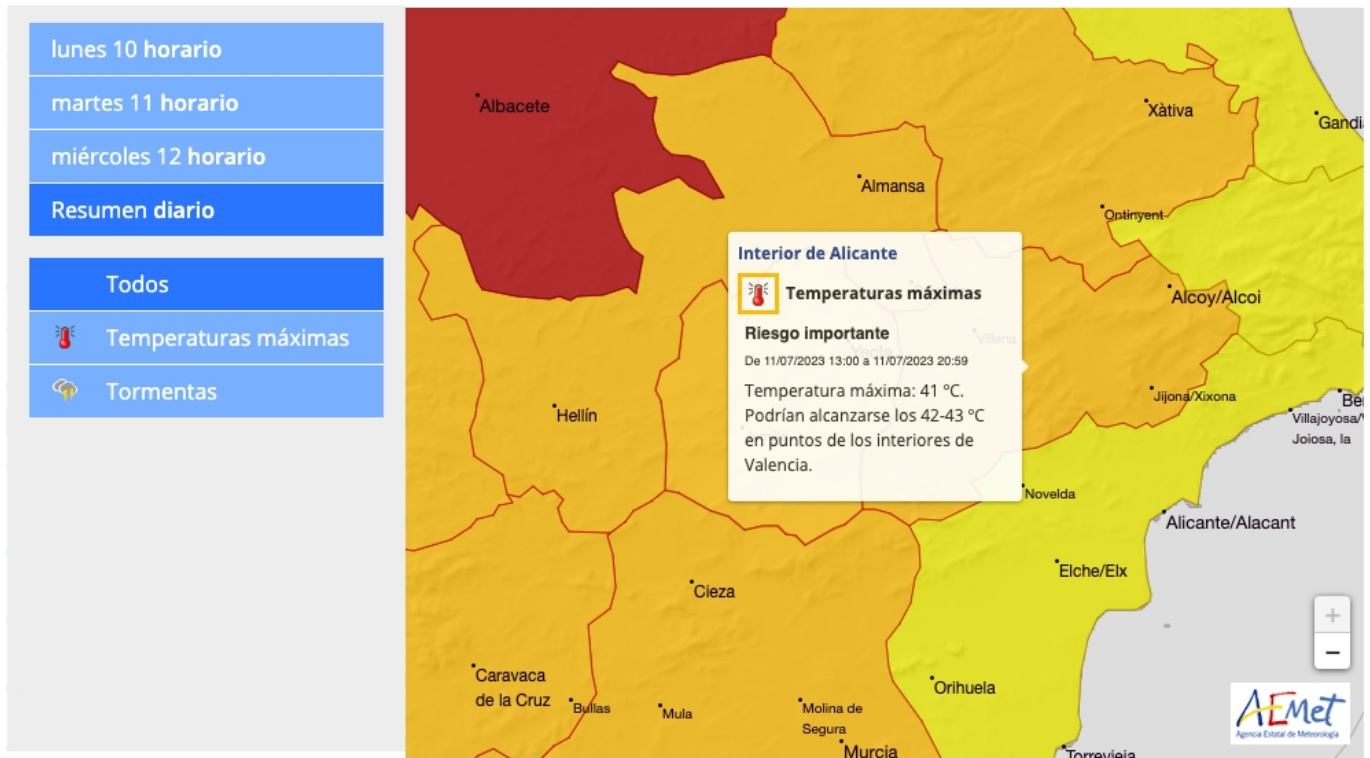 lunes 10 horario
martes 11 horario
miércoles 12 horario
Resumen diario
Todos
Temperaturas máximas
Tormentas
Albacete
Xàtiva
Gandi
Almansa
Ontinyent
Interior de Alicante
Temperaturas máximas
Riesgo importante
De 11/07/2023 13:00 a 11/07/2023 20:59
Temperatura máxima: 41 ºC.
Podrían alcanzarse los 42-43 ºC
en puntos de los interiores de
Valencia.
Villena
Yecla
Alcoy/Alcoi
Jijona/Xixona
Be
Villajoyosa/
Joiosa, la
Hellín
Novelda
Alicante/Alacant
Elche/Elx
Cieza
+
−
Caravaca
de la Cruz
Bullas
Mula
Molina de
Segura
Murcia
Orihuela
Torrevieja
AEMet
Agencia Estatal de Meteorología